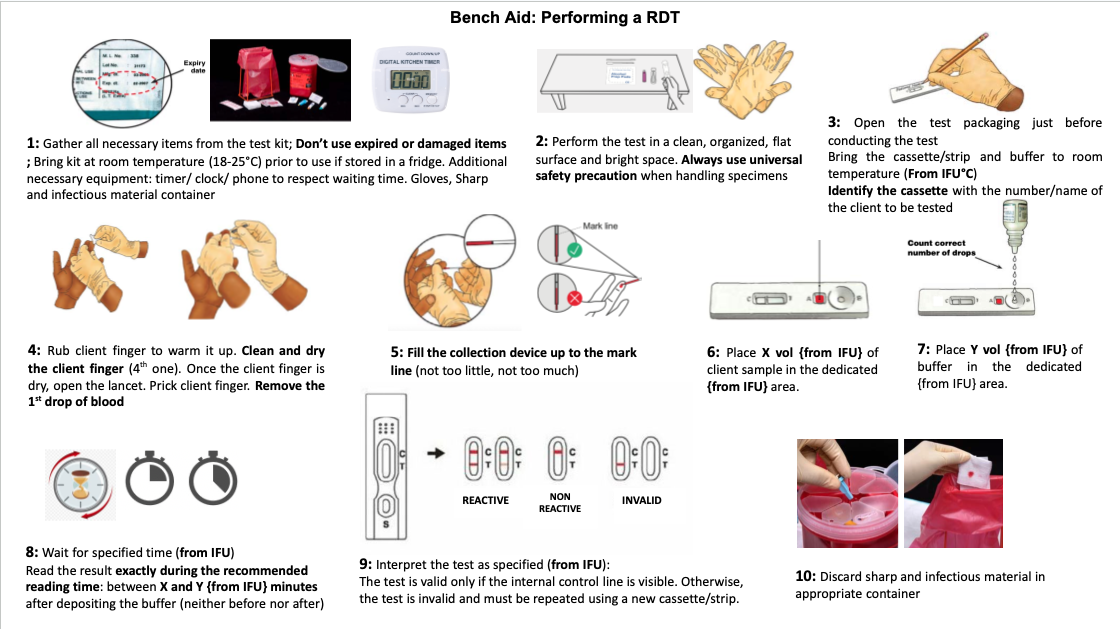 Bench Aid: Performing a RDT
Expiry
date
COUNTDOWN-UP
DIGITAL KITCHEN TIMER
1: Gather all necessary items from the test kit; Don't use expired or damaged items
; Bring kit at room temperature (18-25°C) prior to use if stored in a fridge. Additional
necessary equipment: timer/ clock/ phone to respect waiting time. Gloves, Sharp
and infectious material container
2: Perform the test in a clean, organized, flat
surface and bright space. Always use universal
safety precaution when handling specimens
3: Open the test packaging just before
conducting the test
Bring the cassette/strip and buffer to room
temperature (From IFU°C)
Identify the cassette with the number/name of
the client to be tested
4: Rub client finger to warm it up. Clean and dry
the client finger (4th one). Once the client finger is
dry, open the lancet. Prick client finger. Remove the
1st drop of blood
Mark line
5: Fill the collection device up to the mark
line (not too little, not too much)
C T A B
6: Place X vol {from IFU} of
client sample in the dedicated
{from IFU} area.
Count correct
number of drops
7: Place Y vol {from IFU} of
buffer in the dedicated
{from IFU} area.
8: Wait for specified time (from IFU)
Read the result exactly during the recommended
reading time: between X and Y {from IFU} minutes
after depositing the buffer (neither before nor after)
C
T
S
C C C C C
T T T T T
REACTIVE
NON
REACTIVE
INVALID
9: Interpret the test as specified (from IFU):
The test is valid only if the internal control line is visible. Otherwise,
the test is invalid and must be repeated using a new cassette/strip.
10: Discard sharp and infectious material in
appropriate container